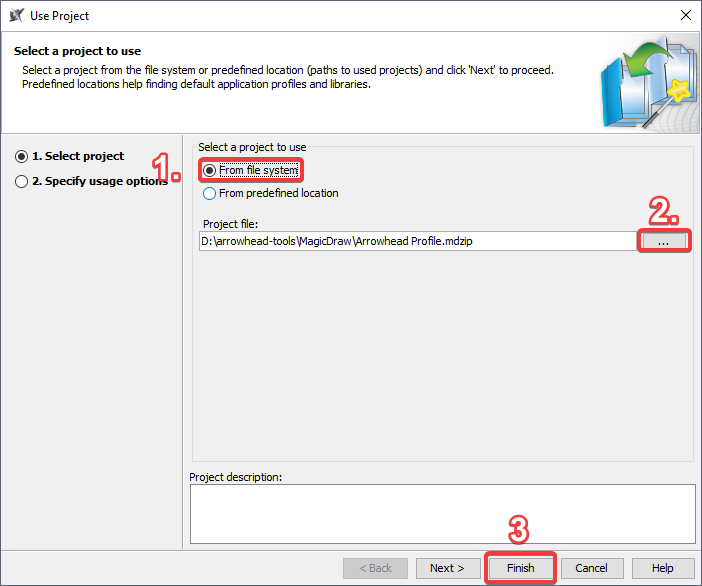 Use Project
Select a project to use
Select a project from the file system or predefined location (paths to used projects) and click 'Next' to proceed.
Predefined locations help finding default application profiles and libraries.
1. Select project
2. Specify usage options
1.
Select a project to use
From file system
From predefined location
2.
Project file:
D:\arrowhead-tools\MagicDraw\Arrowhead Profile.mdzip
...
Project description:
3
< Back
Next >
Finish
Cancel
Help